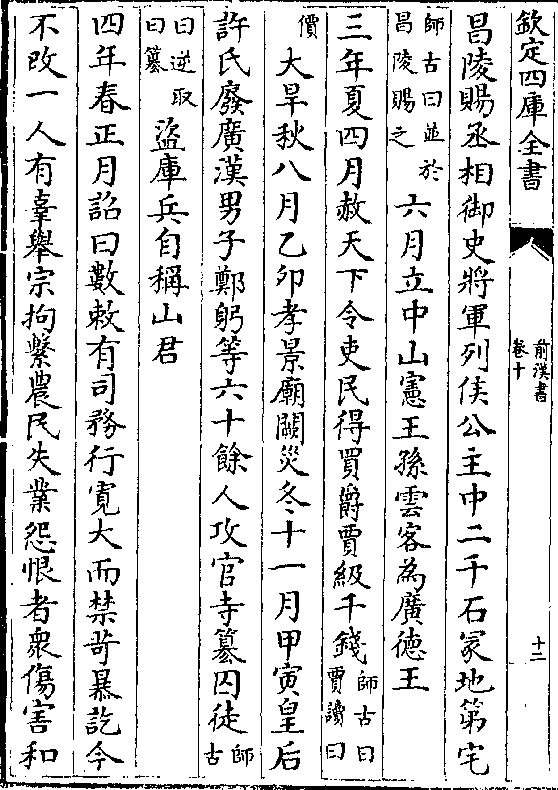 欽定四庫全書
前漢書
卷十
十二
昌陵賜丞相御史將軍列侯公主中二千石冢地第宅
師古曰並於
昌陵賜之
六月立中山憲王孫雲客為廣德王
三年夏四月赦天下令吏民得買爵賈級千錢
師古曰
賈讀曰
價
大旱秋八月乙卯孝景廟闕災冬十一月甲寅皇后
許氏廢廣漢男子鄭躬等六十餘人攻官寺篡囚徒
師
古
曰逆取
曰篡
盜庫兵自稱山君
四年春正月詔曰數敕有司務行寛大而禁苛暴訖今
不改一人有辜舉宗拘繫農民失業怨恨者衆傷害和